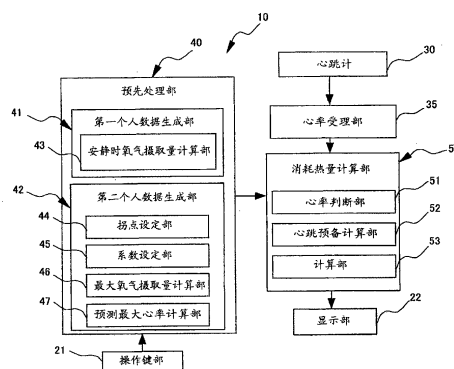 10
40
预先处理部
41
第一个人数据生成部
43
安静时氧气摄取量计算部
42
第二个人数据生成部
44
拐点设定部
45
系数设定部
46
最大氧气摄取量计算部
47
预测最大心率计算部
21
操作键部
心跳计
30
心率受理部
35
消耗热量计算部
5
心率判断部
51
心跳预备计算部
52
计算部
53
显示部
22